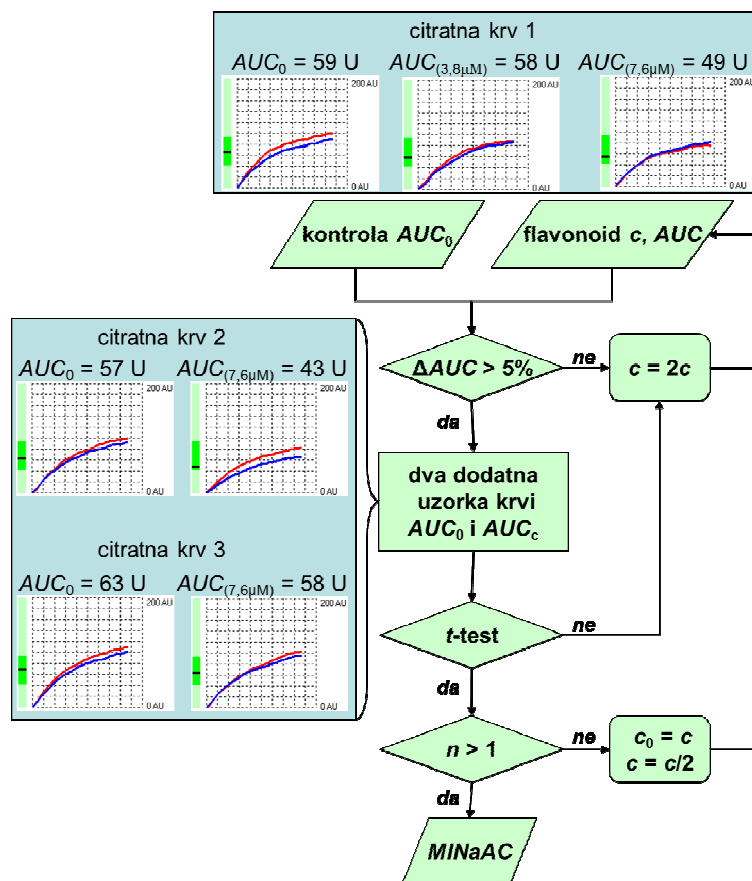 citratna krv 1
AUC₀ = 59 U AUC₍₃,₈µM₎ = 58 U AUC₍₇,₆µM₎ = 49 U
200 AU 200 AU 200 AU
0 AU 0 AU 0 AU
kontrola AUC₀ flavonoid c, AUC
citratna krv 2
AUC₀ = 57 U AUC₍₇,₆µM₎ = 43 U
200 AU 200 AU
0 AU 0 AU
citratna krv 3
AUC₀ = 63 U AUC₍₇,₆µM₎ = 58 U
200 AU 200 AU
0 AU 0 AU
ΔAUC > 5% ne c = 2c
da
dva dodatna
uzorka krvi
AUC₀ i AUC꜀
t-test ne
da
n > 1 ne c₀ = c
c = c/2
da
MINaAC